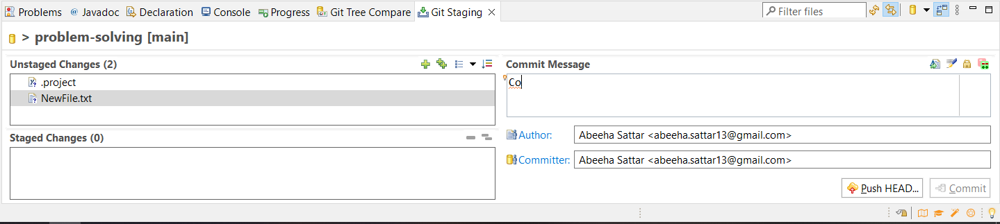 Problems @ Javadoc Declaration Console Progress Git Tree Compare Git Staging
Filter files
> problem-solving [main]
Unstaged Changes (2)
.project
NewFile.txt
Staged Changes (0)
Commit Message
Co
Author: Abeeha Sattar <abeeha.sattar13@gmail.com>
Committer: Abeeha Sattar <abeeha.sattar13@gmail.com>
Push HEAD... Commit